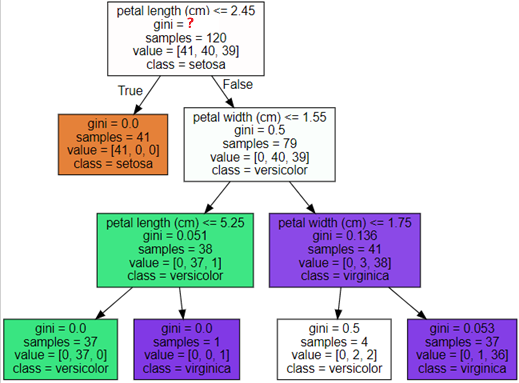 petal length (cm) <= 2.45
gini = ?
samples = 120
value = [41, 40, 39]
class = setosa
True
False
gini = 0.0
samples = 41
value = [41, 0, 0]
class = setosa
petal width (cm) <= 1.55
gini = 0.5
samples = 79
value = [0, 40, 39]
class = versicolor
petal length (cm) <= 5.25
gini = 0.051
samples = 38
value = [0, 37, 1]
class = versicolor
petal width (cm) <= 1.75
gini = 0.136
samples = 41
value = [0, 3, 38]
class = virginica
gini = 0.0
samples = 37
value = [0, 37, 0]
class = versicolor
gini = 0.0
samples = 1
value = [0, 0, 1]
class = virginica
gini = 0.5
samples = 4
value = [0, 2, 2]
class = versicolor
gini = 0.053
samples = 37
value = [0, 1, 36]
class = virginica